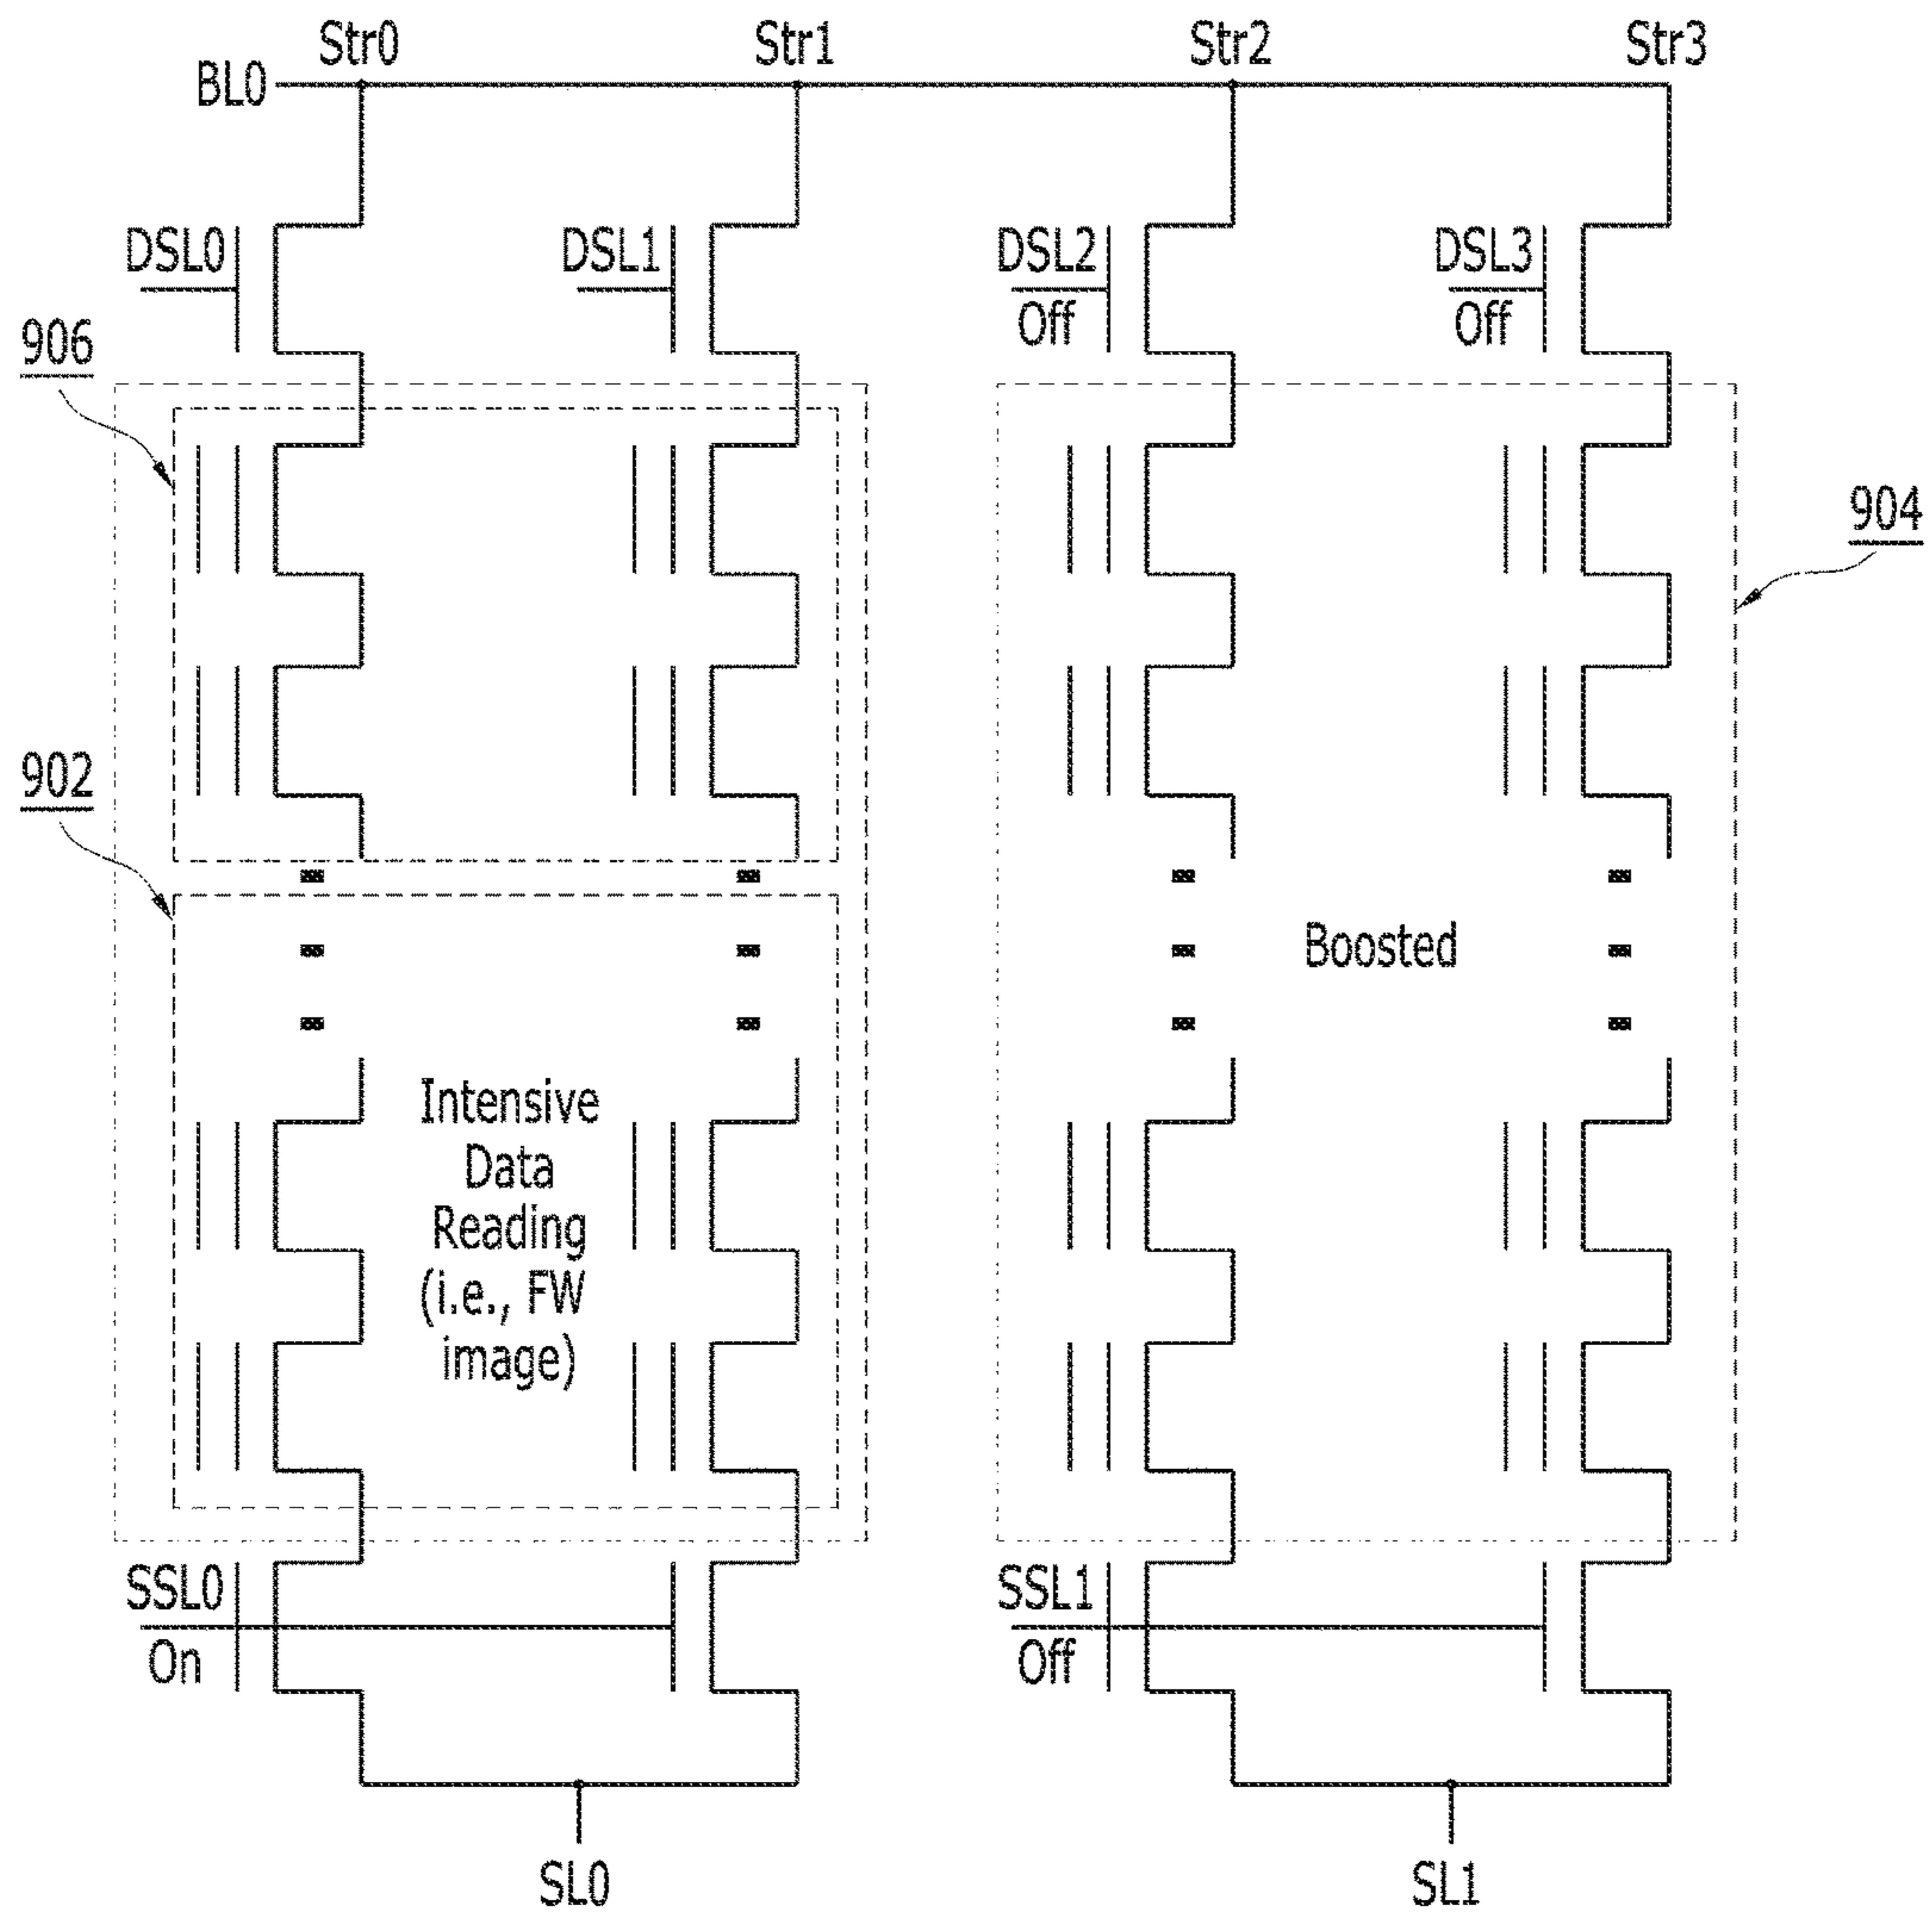 Str0 Str1 Str2 Str3
BL0
DSL0 DSL1 DSL2 DSL3
Off Off
906
904
902
Boosted
Intensive
Data
Reading
(i.e., FW
image)
SSL0 SSL1
On Off
SL0 SL1